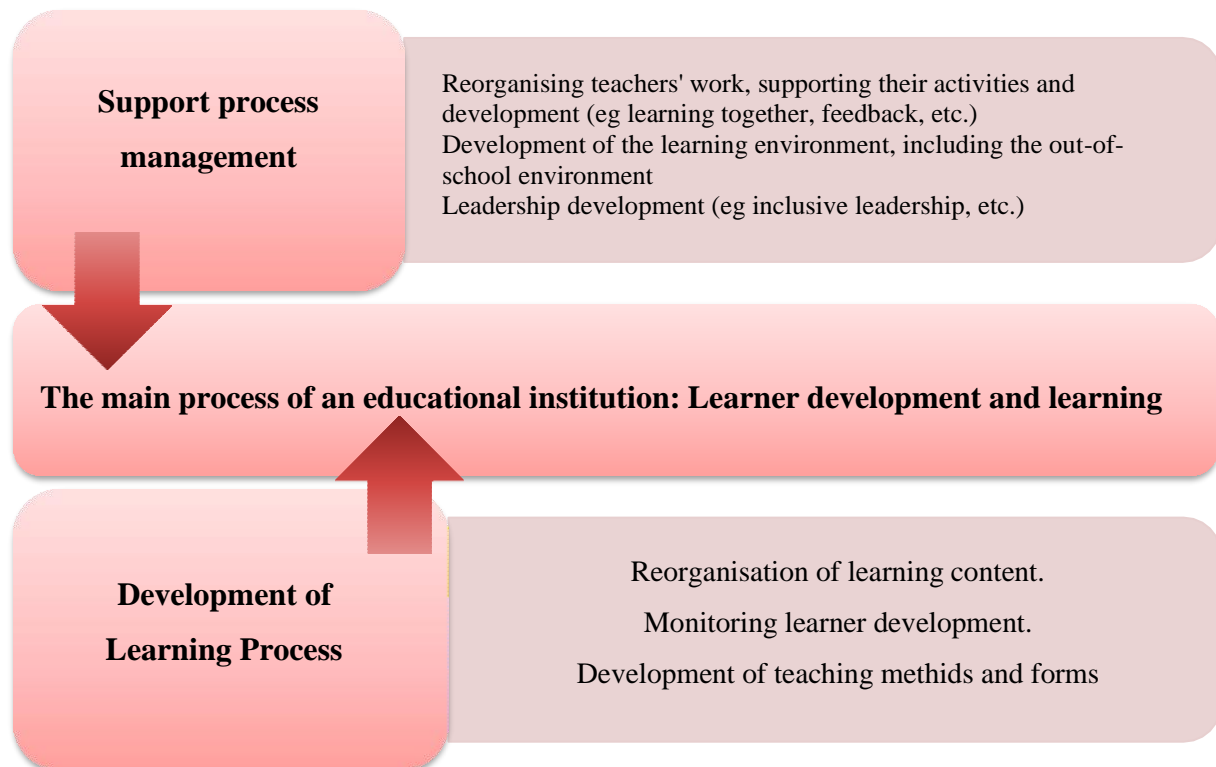 Support process
management
Reorganising teachers' work, supporting their activities and
development (eg learning together, feedback, etc.)
Development of the learning environment, including the out-of-
school environment
Leadership development (eg inclusive leadership, etc.)
The main process of an educational institution: Learner development and learning
Development of
Learning Process
Reorganisation of learning content.
Monitoring learner development.
Development of teaching methids and forms